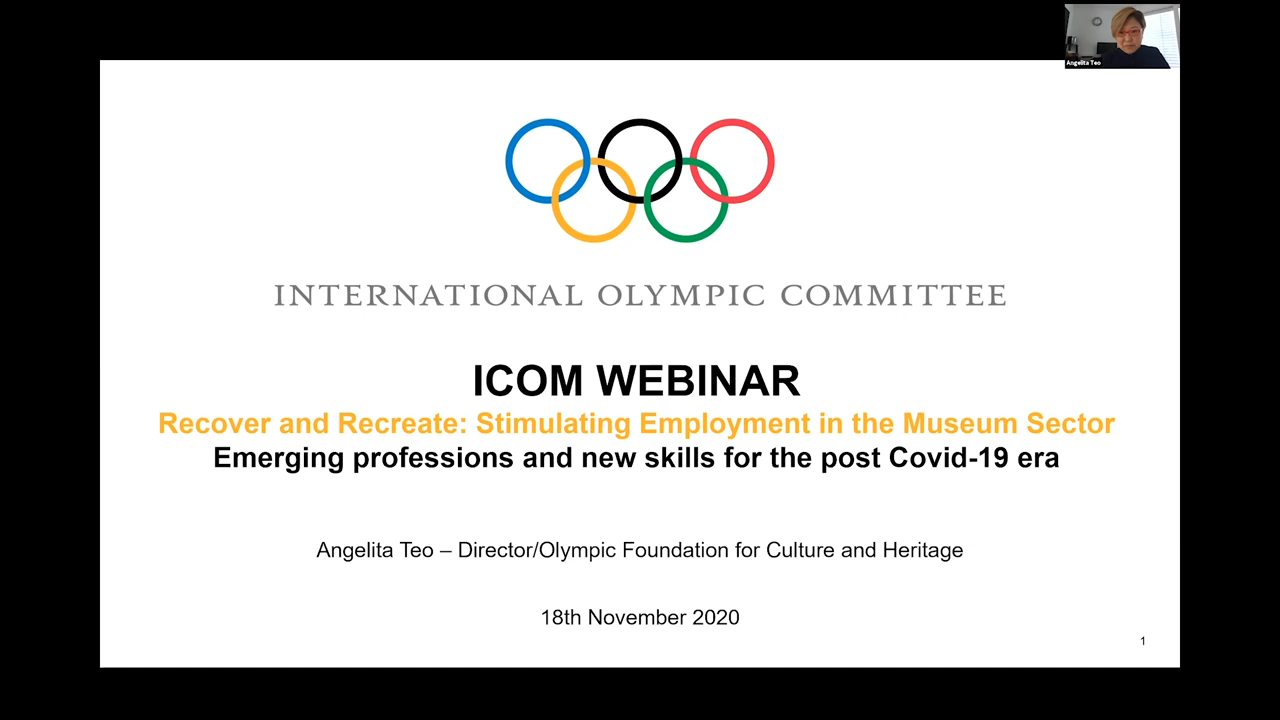 Angelita Teo
INTERNATIONAL OLYMPIC COMMITTEE
ICOM WEBINAR
Recover and Recreate: Stimulating Employment in the Museum Sector
Emerging professions and new skills for the post Covid-19 era
Angelita Teo – Director/Olympic Foundation for Culture and Heritage
18th November 2020
1